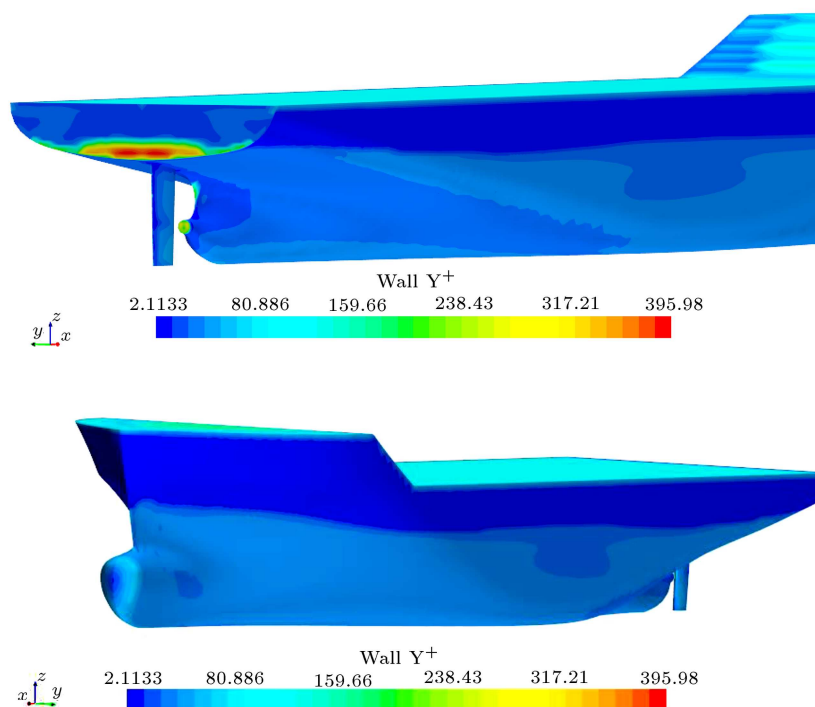 Wall Y+
2.1133 80.886 159.66 238.43 317.21 395.98
z
y x
Wall Y+
2.1133 80.886 159.66 238.43 317.21 395.98
z
x y